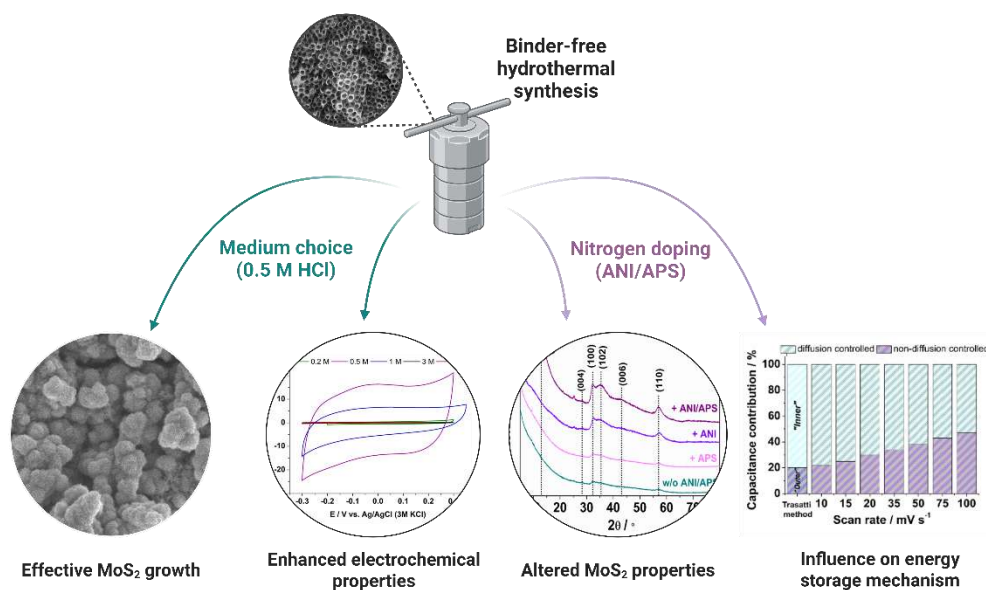 Binder-free
hydrothermal
synthesis
Medium choice
(0.5 M HCl)
Nitrogen doping
(ANI/APS)
0.2 M 0.5 M 1 M 3 M
10
0
-10
-20
-0.3 -0.2 -0.1 0.0 0.1 0.2 0.3
E / V vs. Ag/AgCl (3M KCl)
(004)
(100)
(102)
(006)
(110)
+ ANI/APS
+ ANI
+ APS
w/o ANI/APS
10 20 30 40 50 60 70
2θ / °
diffusion controlled non-diffusion controlled
Capacitance contribution / %
100
80
60
40
20
0
"Inner"
"Outer"
Trasatti
method
10 15 20 35 50 75 100
Scan rate / mV s⁻¹
Effective MoS₂ growth
Enhanced electrochemical
properties
Altered MoS₂ properties
Influence on energy
storage mechanism